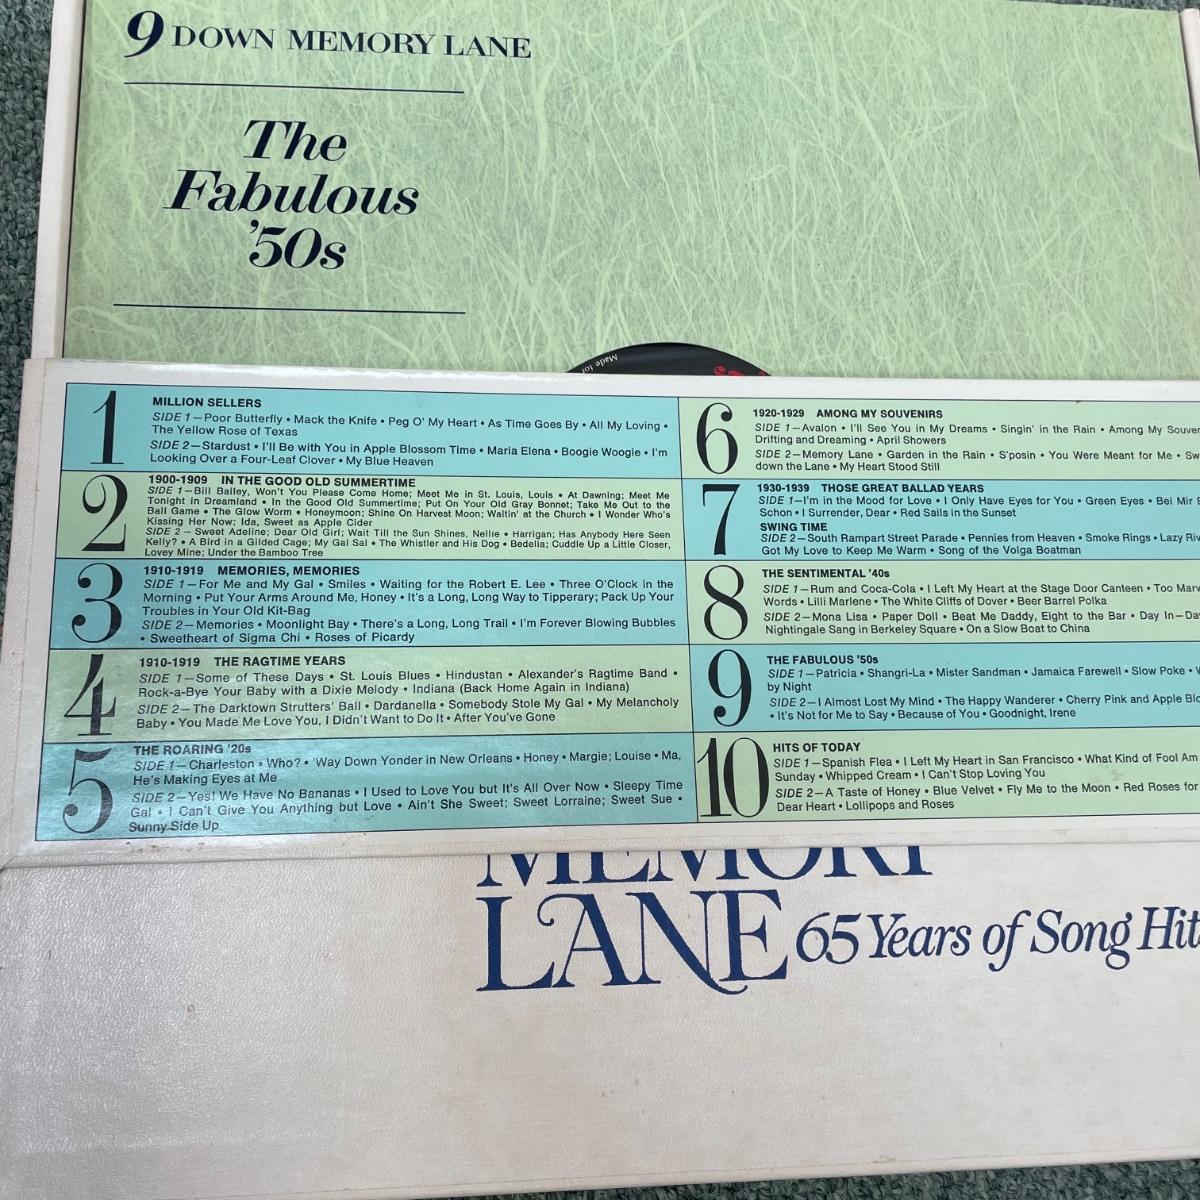 9 DOWN MEMORY LANE
The
Fabulous
'50s
Made for
1
MILLION SELLERS
SIDE 1—Poor Butterfly • Mack the Knife • Peg O' My Heart • As Time Goes By • All My Loving •
The Yellow Rose of Texas
SIDE 2—Stardust • I'll Be with You in Apple Blossom Time • Maria Elena • Boogie Woogie • I'm
Looking Over a Four-Leaf Clover • My Blue Heaven
2
1900-1909 IN THE GOOD OLD SUMMERTIME
SIDE 1—Bill Bailey, Won't You Please Come Home; Meet Me in St. Louis, Louis • At Dawning; Meet Me
Tonight in Dreamland • In the Good Old Summertime; Put On Your Old Gray Bonnet; Take Me Out to the
Ball Game • The Glow Worm • Honeymoon; Shine On Harvest Moon; Waitin' at the Church • I Wonder Who's
Kissing Her Now; Ida, Sweet as Apple Cider
SIDE 2 — Sweet Adeline; Dear Old Girl; Wait Till the Sun Shines, Nellie • Harrigan; Has Anybody Here Seen
Kelly? • A Bird in a Gilded Cage; My Gal Sal • The Whistler and His Dog • Bedelia; Cuddle Up a Little Closer,
Lovey Mine; Under the Bamboo Tree
3
1910-1919 MEMORIES, MEMORIES
SIDE 1—For Me and My Gal • Smiles • Waiting for the Robert E. Lee • Three O'Clock in the
Morning • Put Your Arms Around Me, Honey • It's a Long, Long Way to Tipperary; Pack Up Your
Troubles in Your Old Kit-Bag
SIDE 2—Memories • Moonlight Bay • There's a Long, Long Trail • I'm Forever Blowing Bubbles
• Sweetheart of Sigma Chi • Roses of Picardy
4
1910-1919 THE RAGTIME YEARS
SIDE 1—Some of These Days • St. Louis Blues • Hindustan • Alexander's Ragtime Band •
Rock-a-Bye Your Baby with a Dixie Melody • Indiana (Back Home Again in Indiana)
SIDE 2—The Darktown Strutters' Ball • Dardanella • Somebody Stole My Gal • My Melancholy
Baby • You Made Me Love You, I Didn't Want to Do It • After You've Gone
5
THE ROARING '20s
SIDE 1—Charleston • Who? • 'Way Down Yonder in New Orleans • Honey • Margie; Louise • Ma,
He's Making Eyes at Me
SIDE 2—Yes! We Have No Bananas • I Used to Love You but It's All Over Now • Sleepy Time
Gal • I Can't Give You Anything but Love • Ain't She Sweet; Sweet Lorraine; Sweet Sue •
Sunny Side Up
6
1920-1929 AMONG MY SOUVENIRS
SIDE 1—Avalon • I'll See You in My Dreams • Singin' in the Rain • Among My Souve
Drifting and Dreaming • April Showers
SIDE 2—Memory Lane • Garden in the Rain • S'posin • You Were Meant for Me • Sw
down the Lane • My Heart Stood Still
7
1930-1939 THOSE GREAT BALLAD YEARS
SIDE 1—I'm in the Mood for Love • I Only Have Eyes for You • Green Eyes • Bei Mir
Schon • I Surrender, Dear • Red Sails in the Sunset
SWING TIME
SIDE 2—South Rampart Street Parade • Pennies from Heaven • Smoke Rings • Lazy Riv
Got My Love to Keep Me Warm • Song of the Volga Boatman
8
THE SENTIMENTAL '40s
SIDE 1—Rum and Coca-Cola • I Left My Heart at the Stage Door Canteen • Too Mar
Words • Lilli Marlene • The White Cliffs of Dover • Beer Barrel Polka
SIDE 2—Mona Lisa • Paper Doll • Beat Me Daddy, Eight to the Bar • Day In—Da
Nightingale Sang in Berkeley Square • On a Slow Boat to China
9
THE FABULOUS '50s
SIDE 1—Patricia • Shangri-La • Mister Sandman • Jamaica Farewell • Slow Poke •
by Night
SIDE 2—I Almost Lost My Mind • The Happy Wanderer • Cherry Pink and Apple Blo
• It's Not for Me to Say • Because of You • Goodnight, Irene
10
HITS OF TODAY
SIDE 1—Spanish Flea • I Left My Heart in San Francisco • What Kind of Fool Am
Sunday • Whipped Cream • I Can't Stop Loving You
SIDE 2—A Taste of Honey • Blue Velvet • Fly Me to the Moon • Red Roses for
Dear Heart • Lollipops and Roses
MEMORY
LANE 65 Years of Song Hit